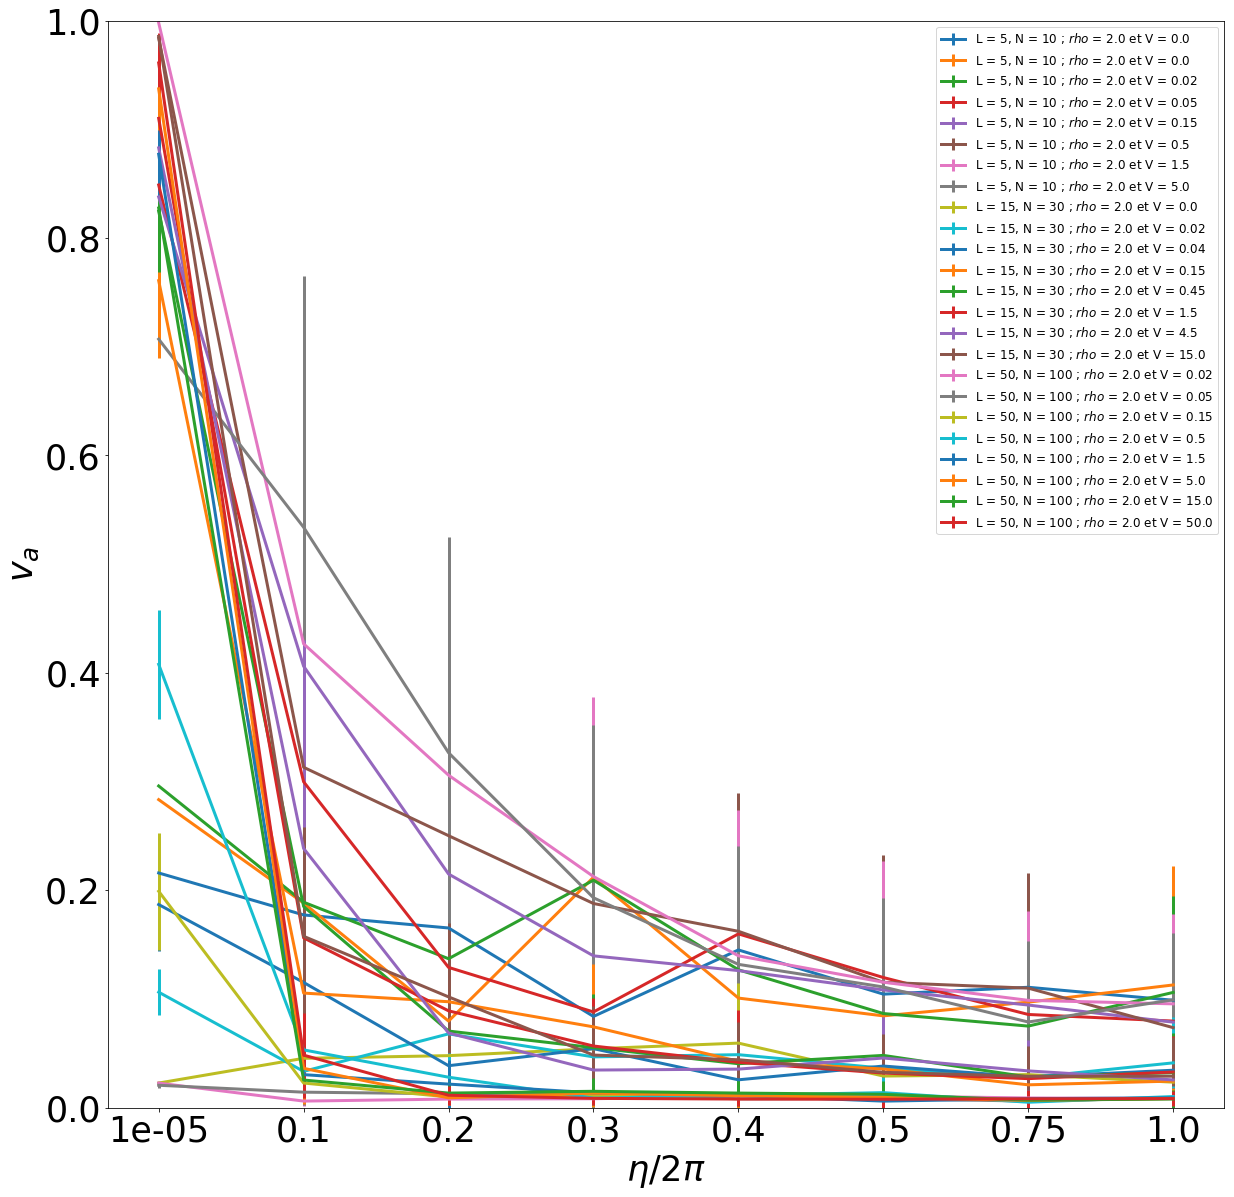 1.0
0.8
0.6
0.4
0.2
0.0
v_a
L = 5, N = 10 ; rho = 2.0 et V = 0.0
L = 5, N = 10 ; rho = 2.0 et V = 0.0
L = 5, N = 10 ; rho = 2.0 et V = 0.02
L = 5, N = 10 ; rho = 2.0 et V = 0.05
L = 5, N = 10 ; rho = 2.0 et V = 0.15
L = 5, N = 10 ; rho = 2.0 et V = 0.5
L = 5, N = 10 ; rho = 2.0 et V = 1.5
L = 5, N = 10 ; rho = 2.0 et V = 5.0
L = 15, N = 30 ; rho = 2.0 et V = 0.0
L = 15, N = 30 ; rho = 2.0 et V = 0.02
L = 15, N = 30 ; rho = 2.0 et V = 0.04
L = 15, N = 30 ; rho = 2.0 et V = 0.15
L = 15, N = 30 ; rho = 2.0 et V = 0.45
L = 15, N = 30 ; rho = 2.0 et V = 1.5
L = 15, N = 30 ; rho = 2.0 et V = 4.5
L = 15, N = 30 ; rho = 2.0 et V = 15.0
L = 50, N = 100 ; rho = 2.0 et V = 0.02
L = 50, N = 100 ; rho = 2.0 et V = 0.05
L = 50, N = 100 ; rho = 2.0 et V = 0.15
L = 50, N = 100 ; rho = 2.0 et V = 0.5
L = 50, N = 100 ; rho = 2.0 et V = 1.5
L = 50, N = 100 ; rho = 2.0 et V = 5.0
L = 50, N = 100 ; rho = 2.0 et V = 15.0
L = 50, N = 100 ; rho = 2.0 et V = 50.0
1e-05 0.1 0.2 0.3 0.4 0.5 0.75 1.0
η/2π